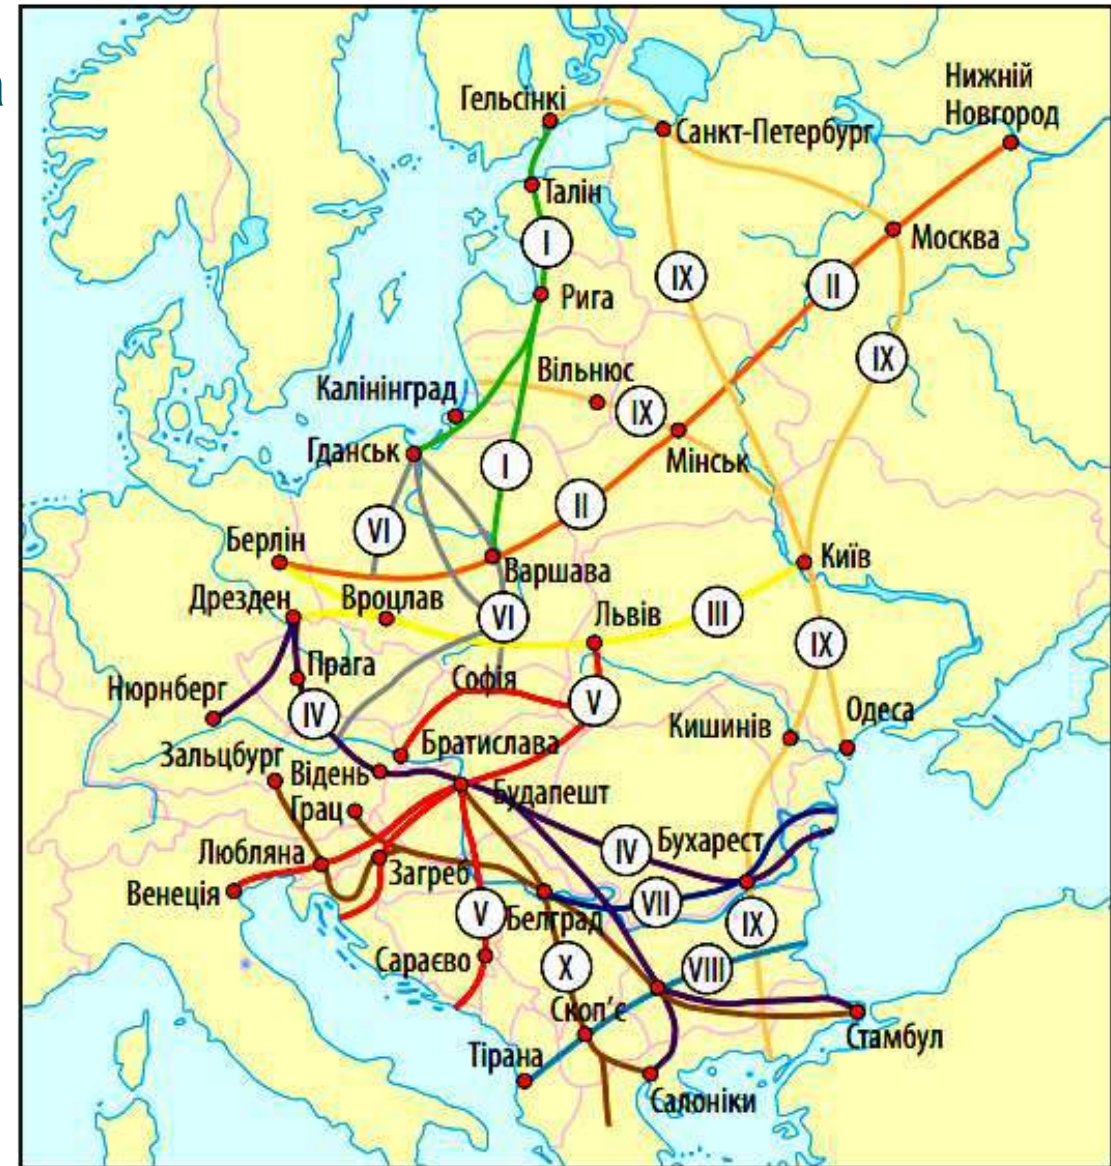 Нижній
Новгород
Гельсінкі
Санкт-Петербург
Талін
Москва
I
IX
II
Рига
IX
Вільнюс
Калінінград
IX
Гданськ
Мінськ
I
II
VI
Берлін
Варшава
Київ
Дрезден
Вроцлав
VI
Львів
III
IX
Прага
Софія
Нюрнберг
IV
V
Кишинів
Одеса
Братислава
Зальцбург
Відень
Будапешт
Грац
IV
Бухарест
Любляна
Загреб
Венеція
V
Белград
VII
IX
Сараєво
X
VIII
Скоп'є
Стамбул
Тірана
Салоніки